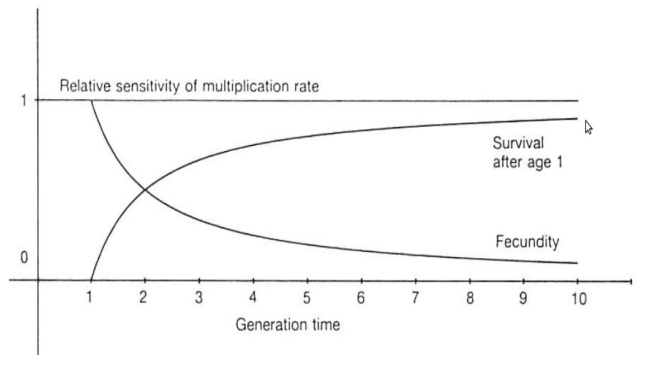 Relative sensitivity of multiplication rate
1
Survival
after age 1
Fecundity
0
1 2 3 4 5 6 7 8 9 10
Generation time